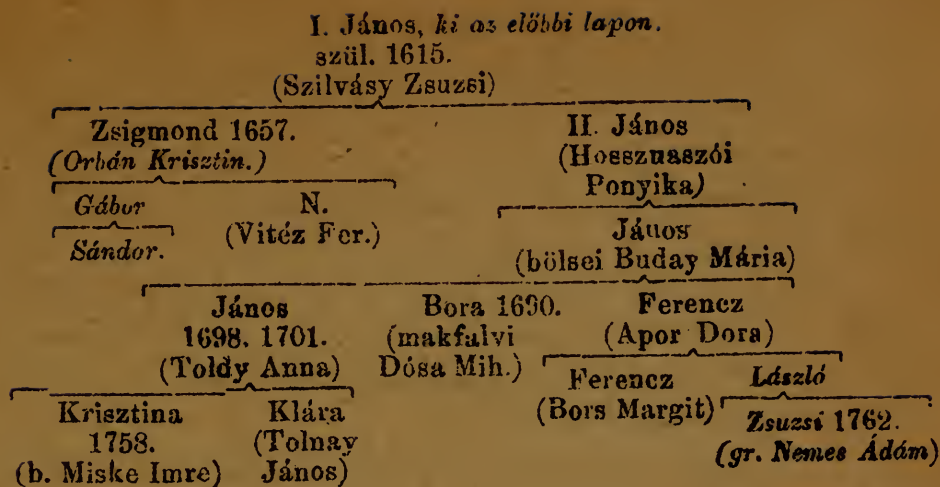 I. János, ki az előbbi lapon.
szül. 1615.
(Szilvásy Zsuzsi)
Zsigmond 1657. II. János
(Orbán Krisztin.) (Hossznaszói
Ponyika)
Gábor N.
Sándor. (Vitéz Fer.) János
(bölsei Buday Mária)
János Bora 1690. Ferencz
1698. 1701. (makfalvi (Apor Dora)
(Toldy Anna) Dósa Mih.)
Ferencz László
(Bors Margit)
Krisztina Klára Zsuzsi 1762.
1758. (Tolnay (gr. Nemes Ádám)
(b. Miske Imre) János)